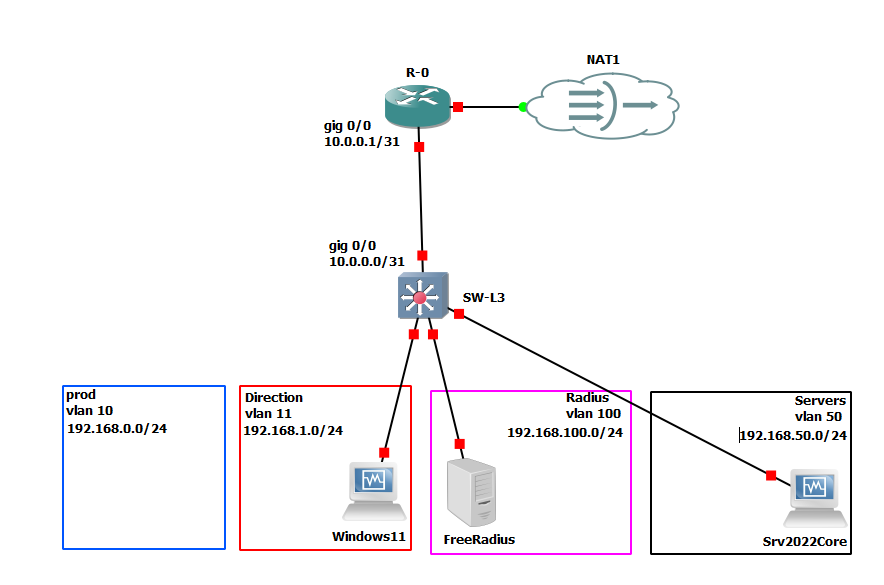 NAT1
R-0
gig 0/0
10.0.0.1/31
gig 0/0
10.0.0.0/31
SW-L3
prod
vlan 10
192.168.0.0/24
Direction
vlan 11
192.168.1.0/24
Radius
vlan 100
192.168.100.0/24
Servers
vlan 50
192.168.50.0/24
Windows11
FreeRadius
Srv2022Core